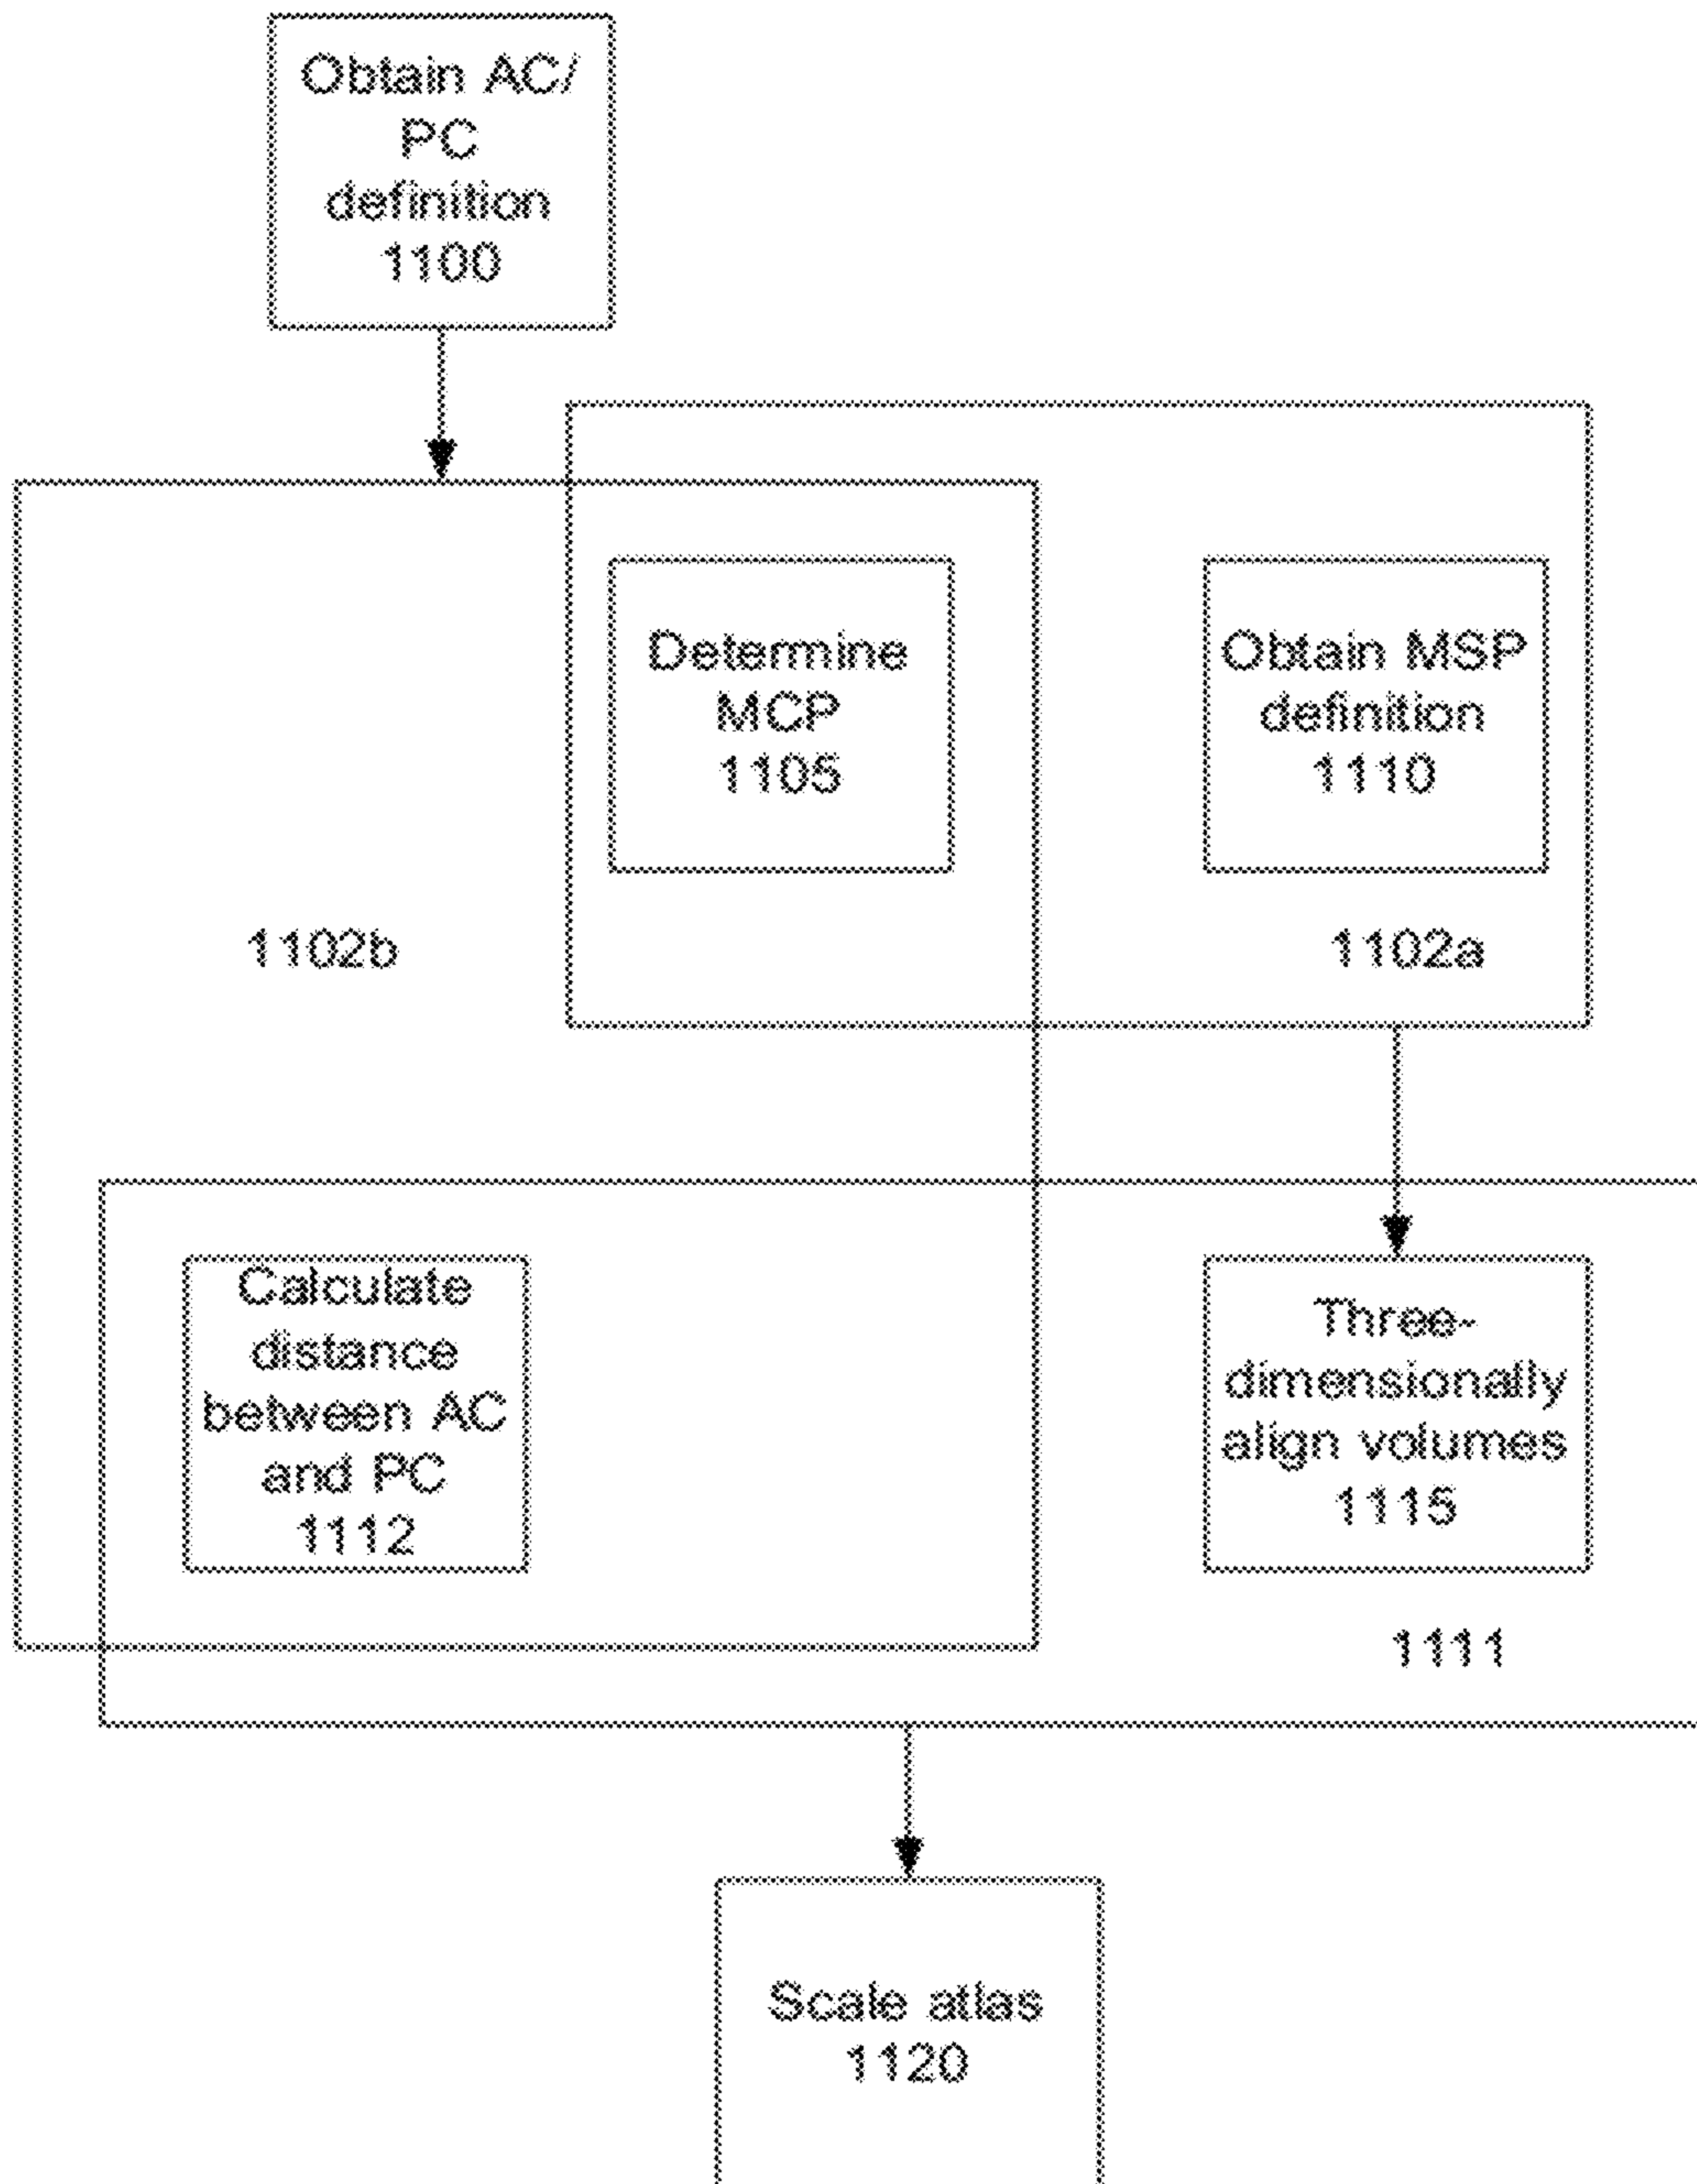 Obtain AC/
PC
definition
1100
Determine
MCP
1105
Obtain MSP
definition
1110
1102b
1102a
Calculate
distance
between AC
and PC
1112
Three-
dimensionally
align volumes
1115
1111
Scale atlas
1120